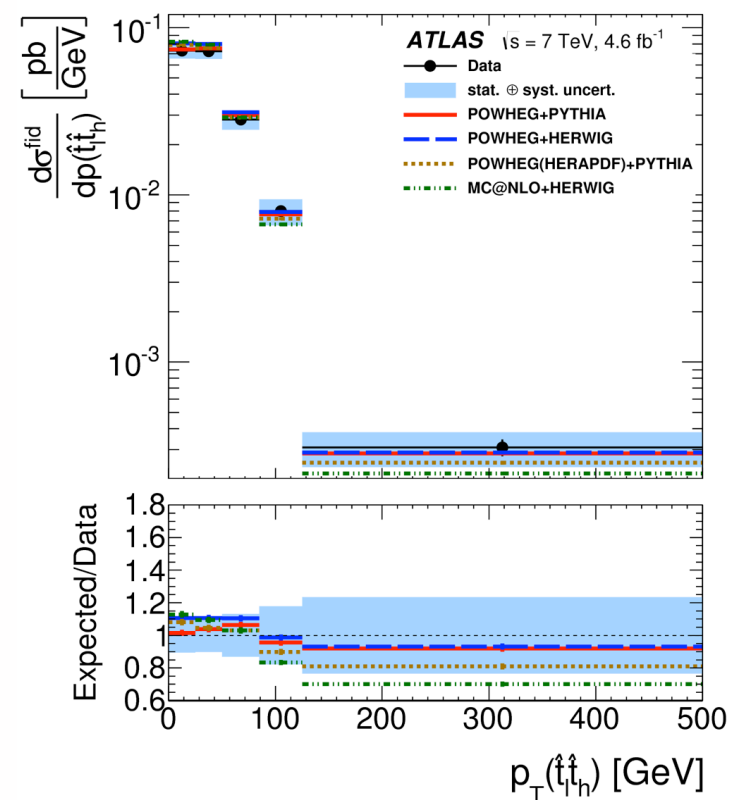 dσ^fid / dp(t̂_l t̂_h) [pb / GeV]
ATLAS √s = 7 TeV, 4.6 fb⁻¹
Data
stat. ⊕ syst. uncert.
POWHEG+PYTHIA
POWHEG+HERWIG
POWHEG(HERAPDF)+PYTHIA
MC@NLO+HERWIG
10⁻¹
10⁻²
10⁻³
Expected/Data
1.8
1.6
1.4
1.2
1
0.8
0.6
0 100 200 300 400 500
p_T(t̂_l t̂_h) [GeV]